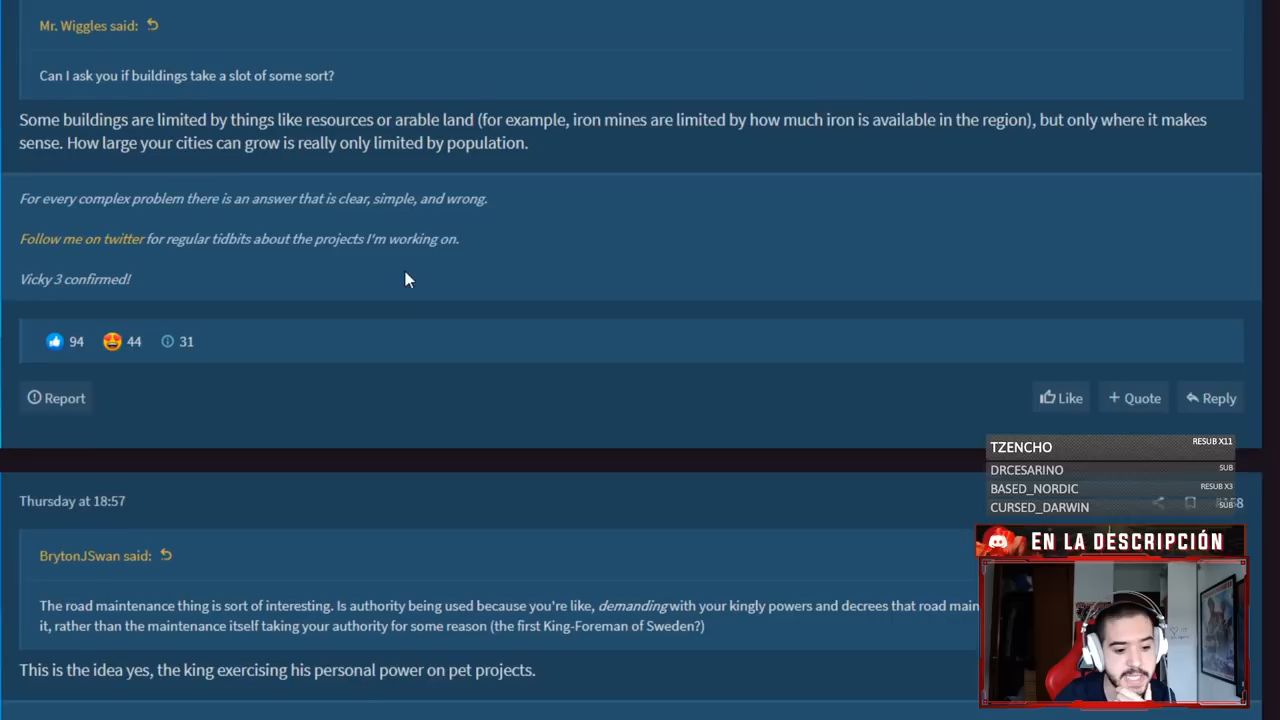 Mr. Wiggles said:
Can I ask you if buildings take a slot of some sort?
Some buildings are limited by things like resources or arable land (for example, iron mines are limited by how much iron is available in the region), but only where it makes
sense. How large your cities can grow is really only limited by population.
For every complex problem there is an answer that is clear, simple, and wrong.
Follow me on twitter for regular tidbits about the projects I'm working on.
Vicky 3 confirmed!
94 44 31
Report
Like
Quote
Reply
TZENCHO RESUB X11
DRCESARINO SUB
BASED_NORDIC RESUB X3
CURSED_DARWIN SUB
Thursday at 18:57
EN LA DESCRIPCIÓN
BrytonJSwan said:
The road maintenance thing is sort of interesting. Is authority being used because you're like, demanding with your kingly powers and decrees that road main
it, rather than the maintenance itself taking your authority for some reason (the first King-Foreman of Sweden?)
This is the idea yes, the king exercising his personal power on pet projects.